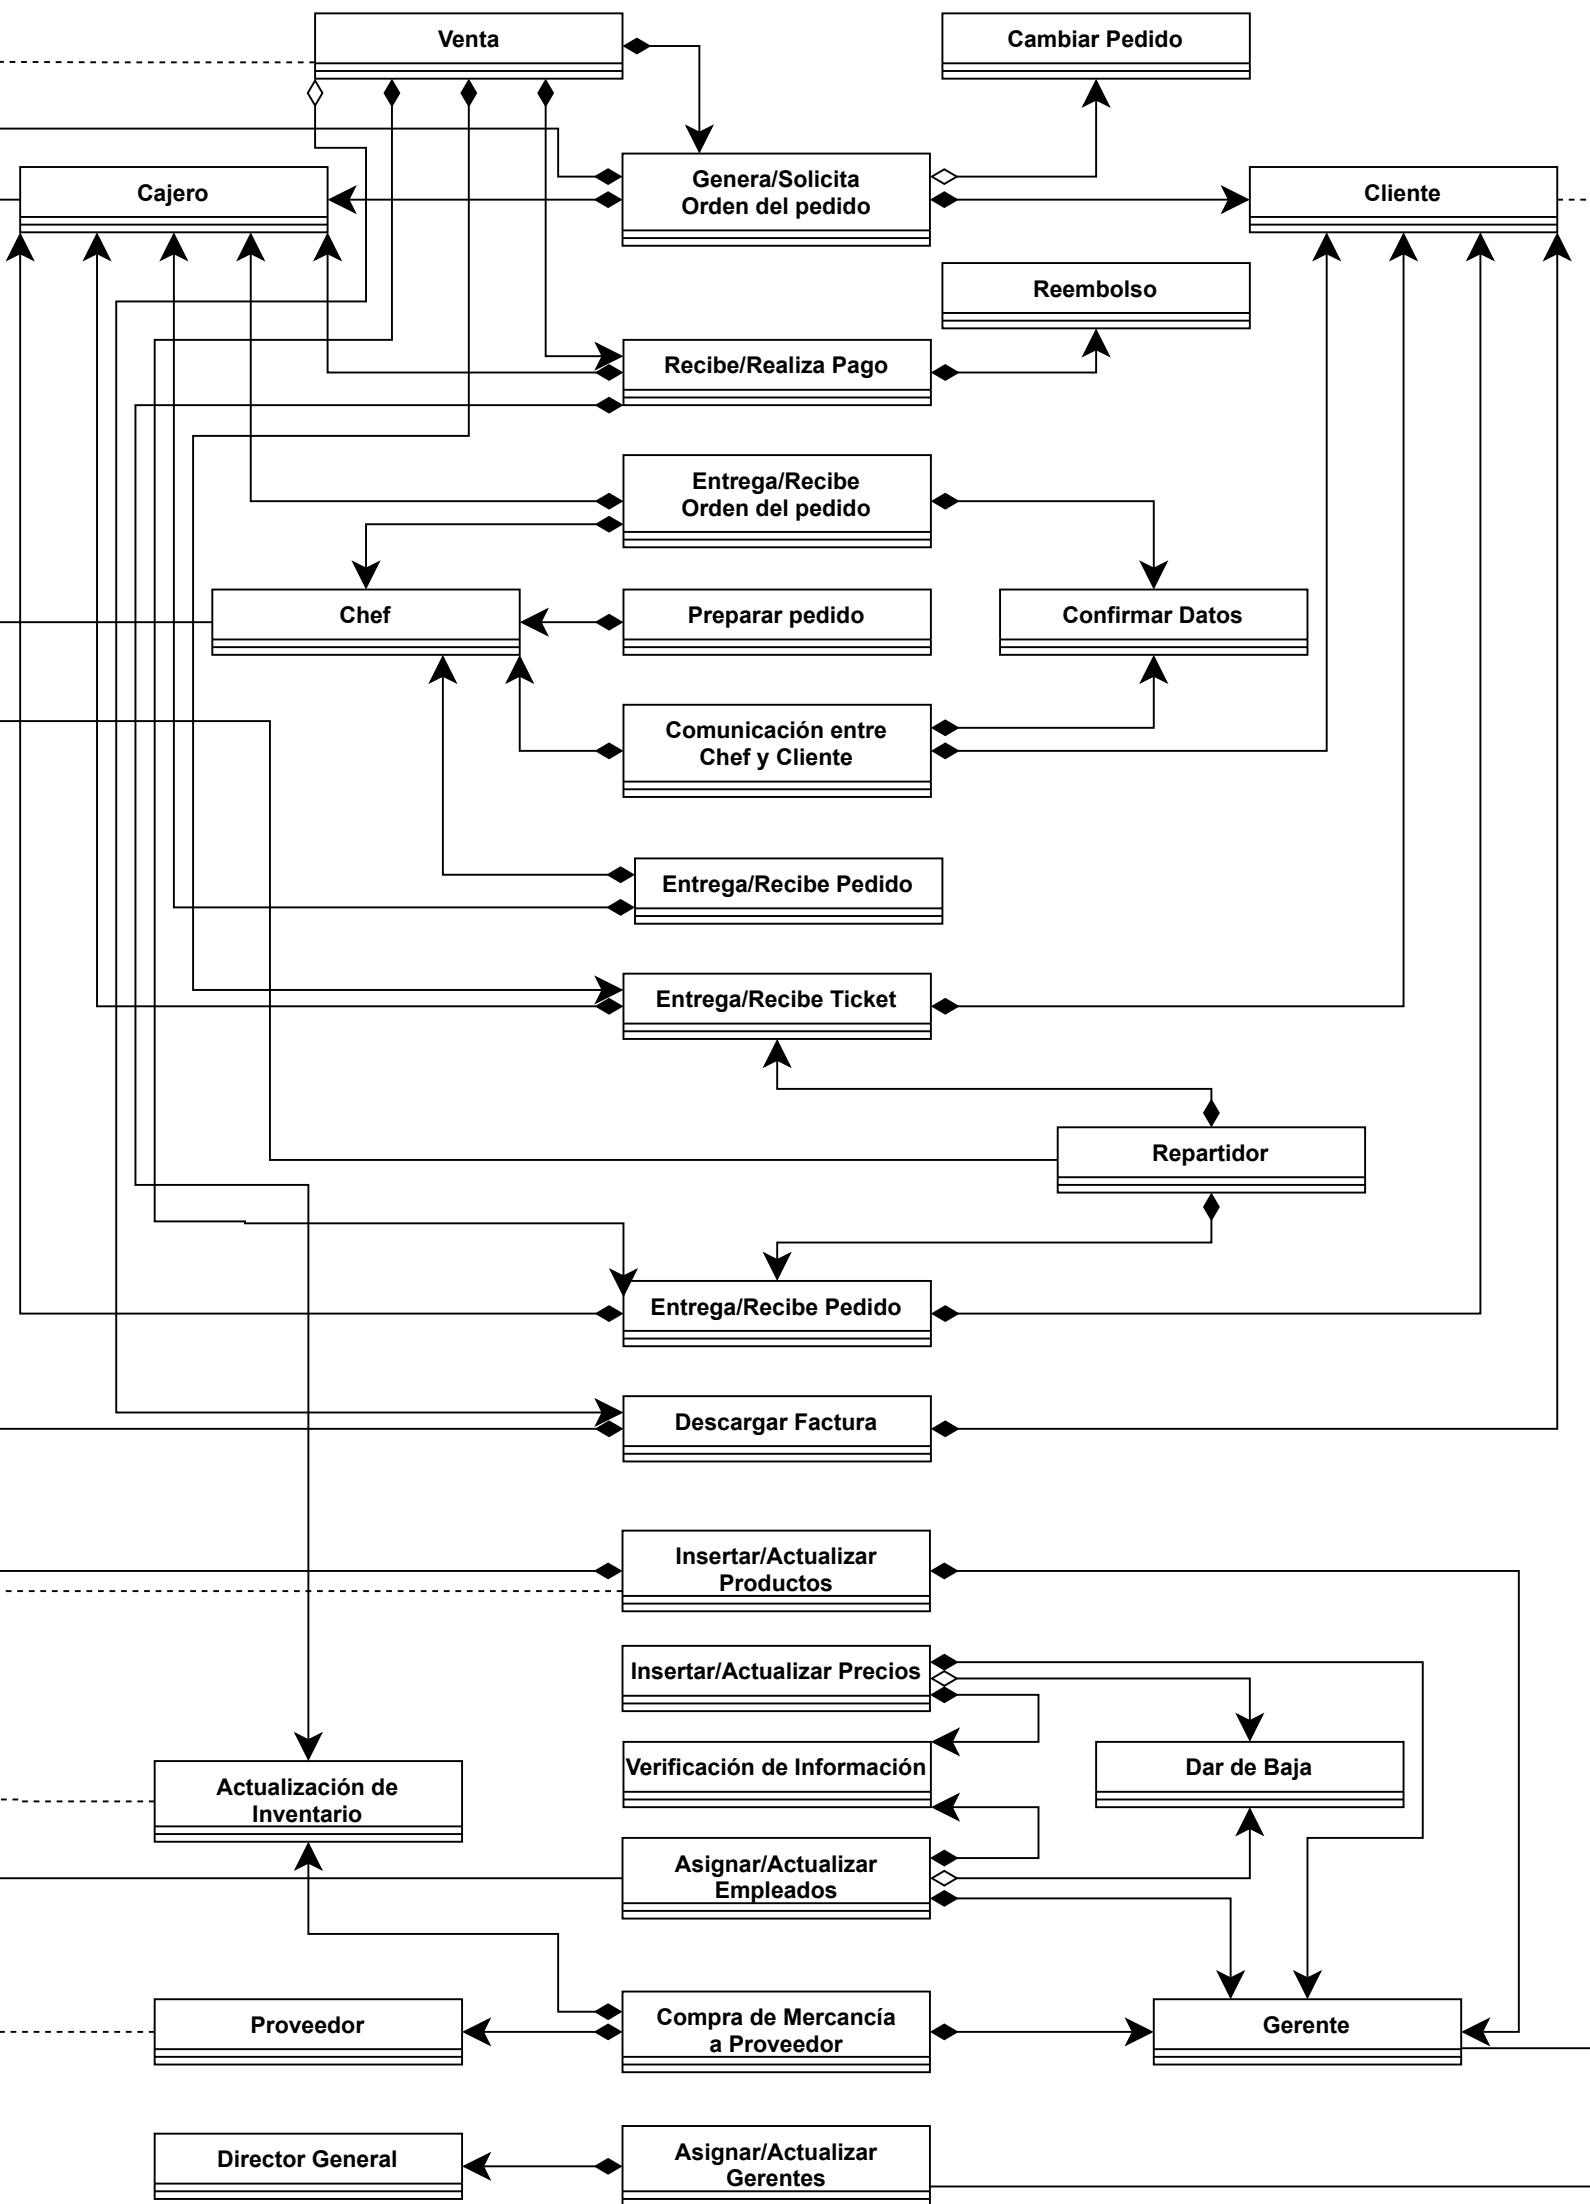 Venta
Cambiar Pedido
Genera/Solicita
Orden del pedido
Cajero
Cliente
Reembolso
Recibe/Realiza Pago
Entrega/Recibe
Orden del pedido
Chef
Preparar pedido
Confirmar Datos
Comunicación entre
Chef y Cliente
Entrega/Recibe Pedido
Entrega/Recibe Ticket
Repartidor
Entrega/Recibe Pedido
Descargar Factura
Insertar/Actualizar
Productos
Insertar/Actualizar Precios
Verificación de Información
Dar de Baja
Actualización de
Inventario
Asignar/Actualizar
Empleados
Proveedor
Compra de Mercancía
a Proveedor
Gerente
Director General
Asignar/Actualizar
Gerentes